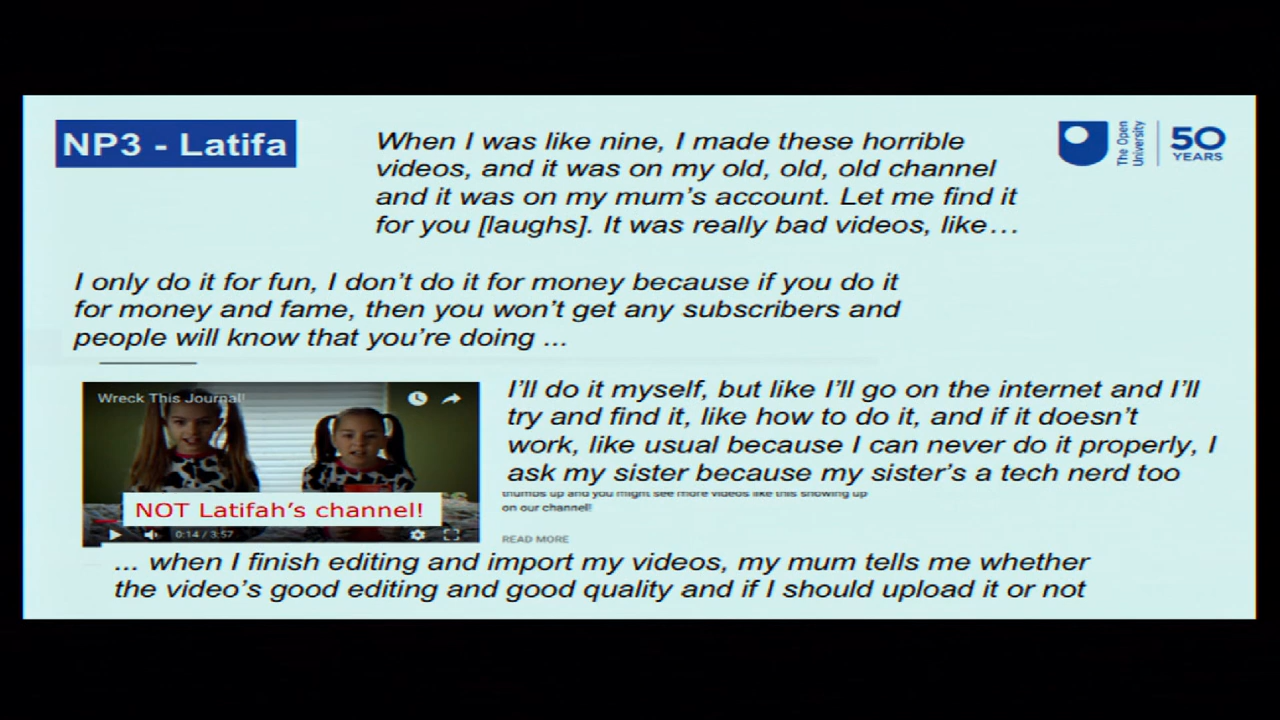 NP3 - Latifa
When I was like nine, I made these horrible
videos, and it was on my old, old, old channel
and it was on my mum's account. Let me find it
for you [laughs]. It was really bad videos, like…
The Open
University
50
YEARS
I only do it for fun, I don't do it for money because if you do it
for money and fame, then you won't get any subscribers and
people will know that you're doing ...
Wreck This Journal!
NOT Latifah's channel!
0:14 / 3:57
I'll do it myself, but like I'll go on the internet and I'll
try and find it, like how to do it, and if it doesn't
work, like usual because I can never do it properly, I
ask my sister because my sister's a tech nerd too
thumbs up and you might see more videos like this showing up
on our channel!
READ MORE
... when I finish editing and import my videos, my mum tells me whether
the video's good editing and good quality and if I should upload it or not